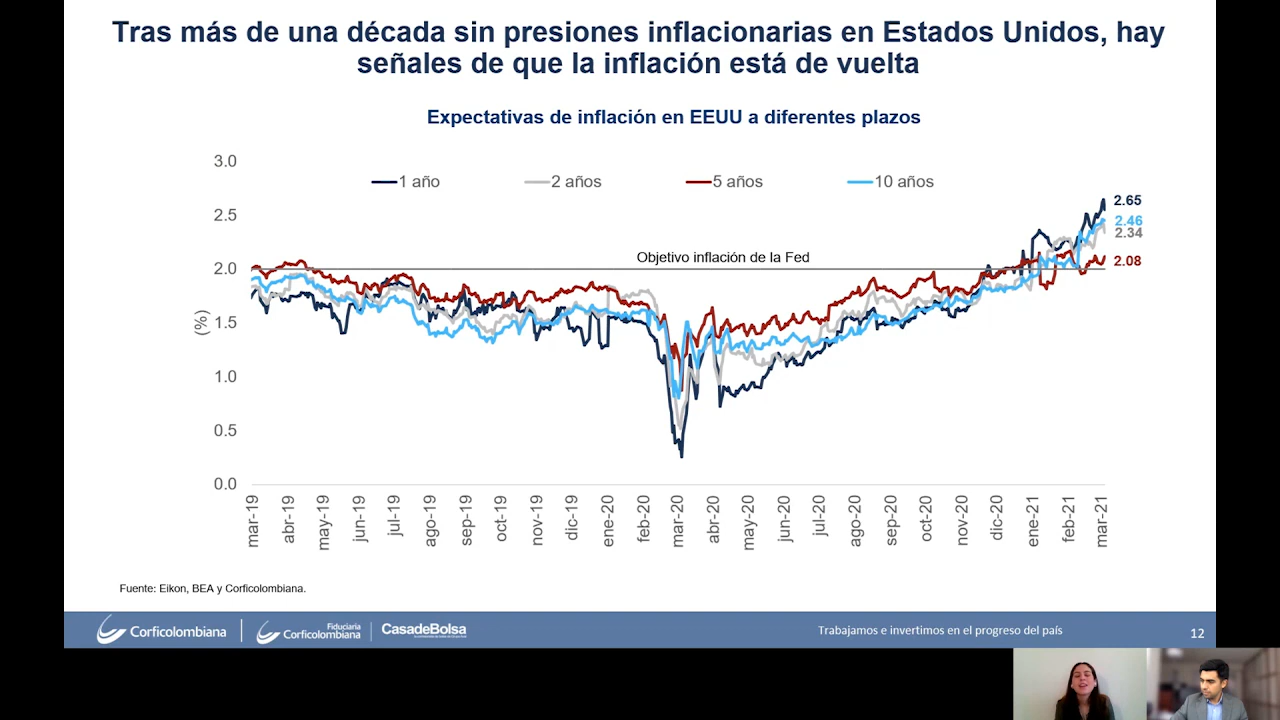 Tras más de una década sin presiones inflacionarias en Estados Unidos, hay
señales de que la inflación está de vuelta
Expectativas de inflación en EEUU a diferentes plazos
3.0
1 año
2 años
5 años
10 años
2.65
2.5
2.46
2.34
Objetivo inflación de la Fed
2.08
2.0
(%)
1.5
1.0
0.5
0.0
mar-19
abr-19
may-19
jun-19
jul-19
ago-19
sep-19
oct-19
nov-19
dic-19
ene-20
feb-20
mar-20
abr-20
may-20
jun-20
jul-20
ago-20
sep-20
oct-20
nov-20
dic-20
ene-21
feb-21
mar-21
Fuente: Eikon, BEA y Corficolombiana.
Corficolombiana
Fiduciaria
Corficolombiana
CasadeBolsa
Trabajamos e invertimos en el progreso del país
12